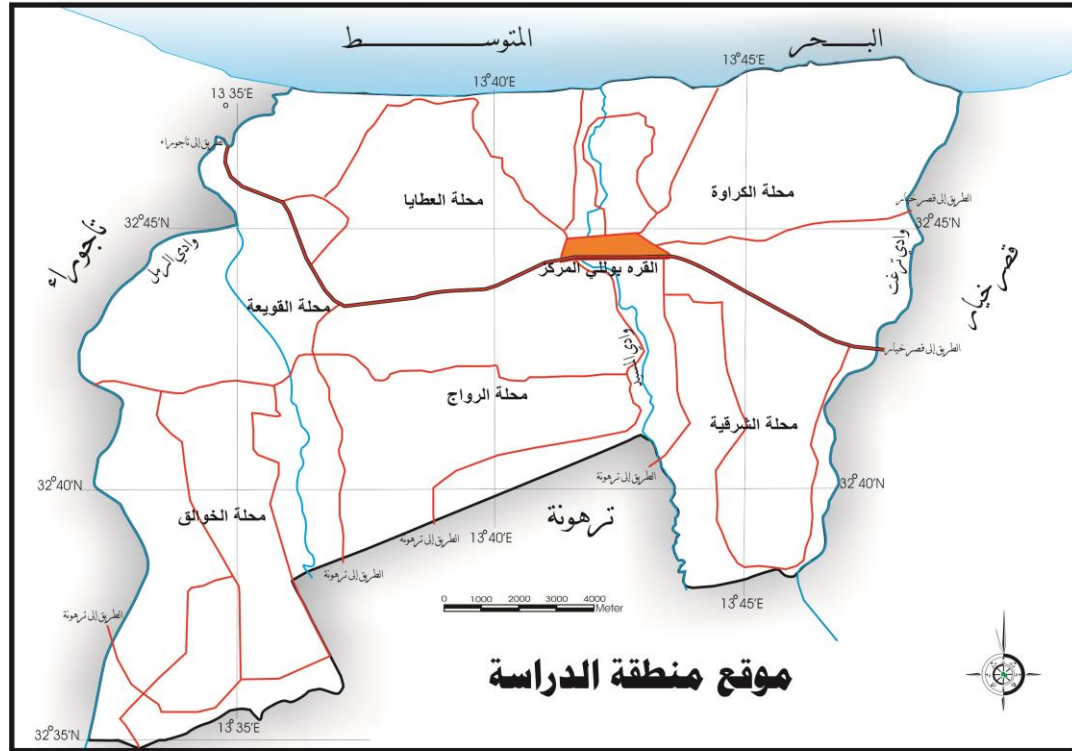 البـــحر المتوســـــــط
13°45'E
13°40'E
13 35'E
الطريق إلى تاجوراء
محلة الكراوة
محلة العطايا
الطريق إلى قصر خيار
32°45'N
32°45'N
تاجوراء
وادي الرمل
القره بوللي المركز
وادي ترغت
قصر خيار
محلة القويعة
وادي المسيد
الطريق إلى قصر خيار
محلة الرواج
محلة الشرقية
الطريق إلى ترهونة
32°40'N
32°40'N
محلة الخوالق
ترهونة
13°40'E
الطريق إلى ترهونة
الطريق إلى ترهونة
13°45'E
0 1000 2000 3000 4000
Meter
الطريق إلى ترهونة
موقع منطقة الدراسة
13°35'E
32°35'N